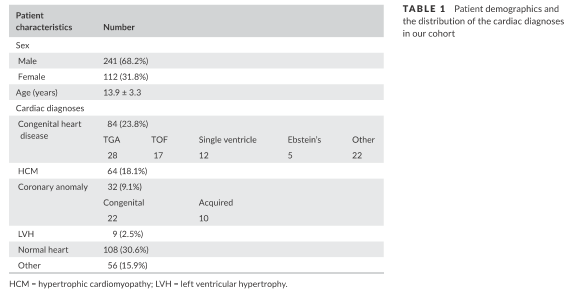 Patient
characteristics Number
Sex
Male 241 (68.2%)
Female 112 (31.8%)
Age (years) 13.9 ± 3.3
Cardiac diagnoses
Congenital heart 84 (23.8%)
disease
TGA TOF Single ventricle Ebstein's Other
28 17 12 5 22
HCM 64 (18.1%)
Coronary anomaly 32 (9.1%)
Congenital Acquired
22 10
LVH 9 (2.5%)
Normal heart 108 (30.6%)
Other 56 (15.9%)
HCM = hypertrophic cardiomyopathy; LVH = left ventricular hypertrophy.
TABLE 1 Patient demographics and
the distribution of the cardiac diagnoses
in our cohort